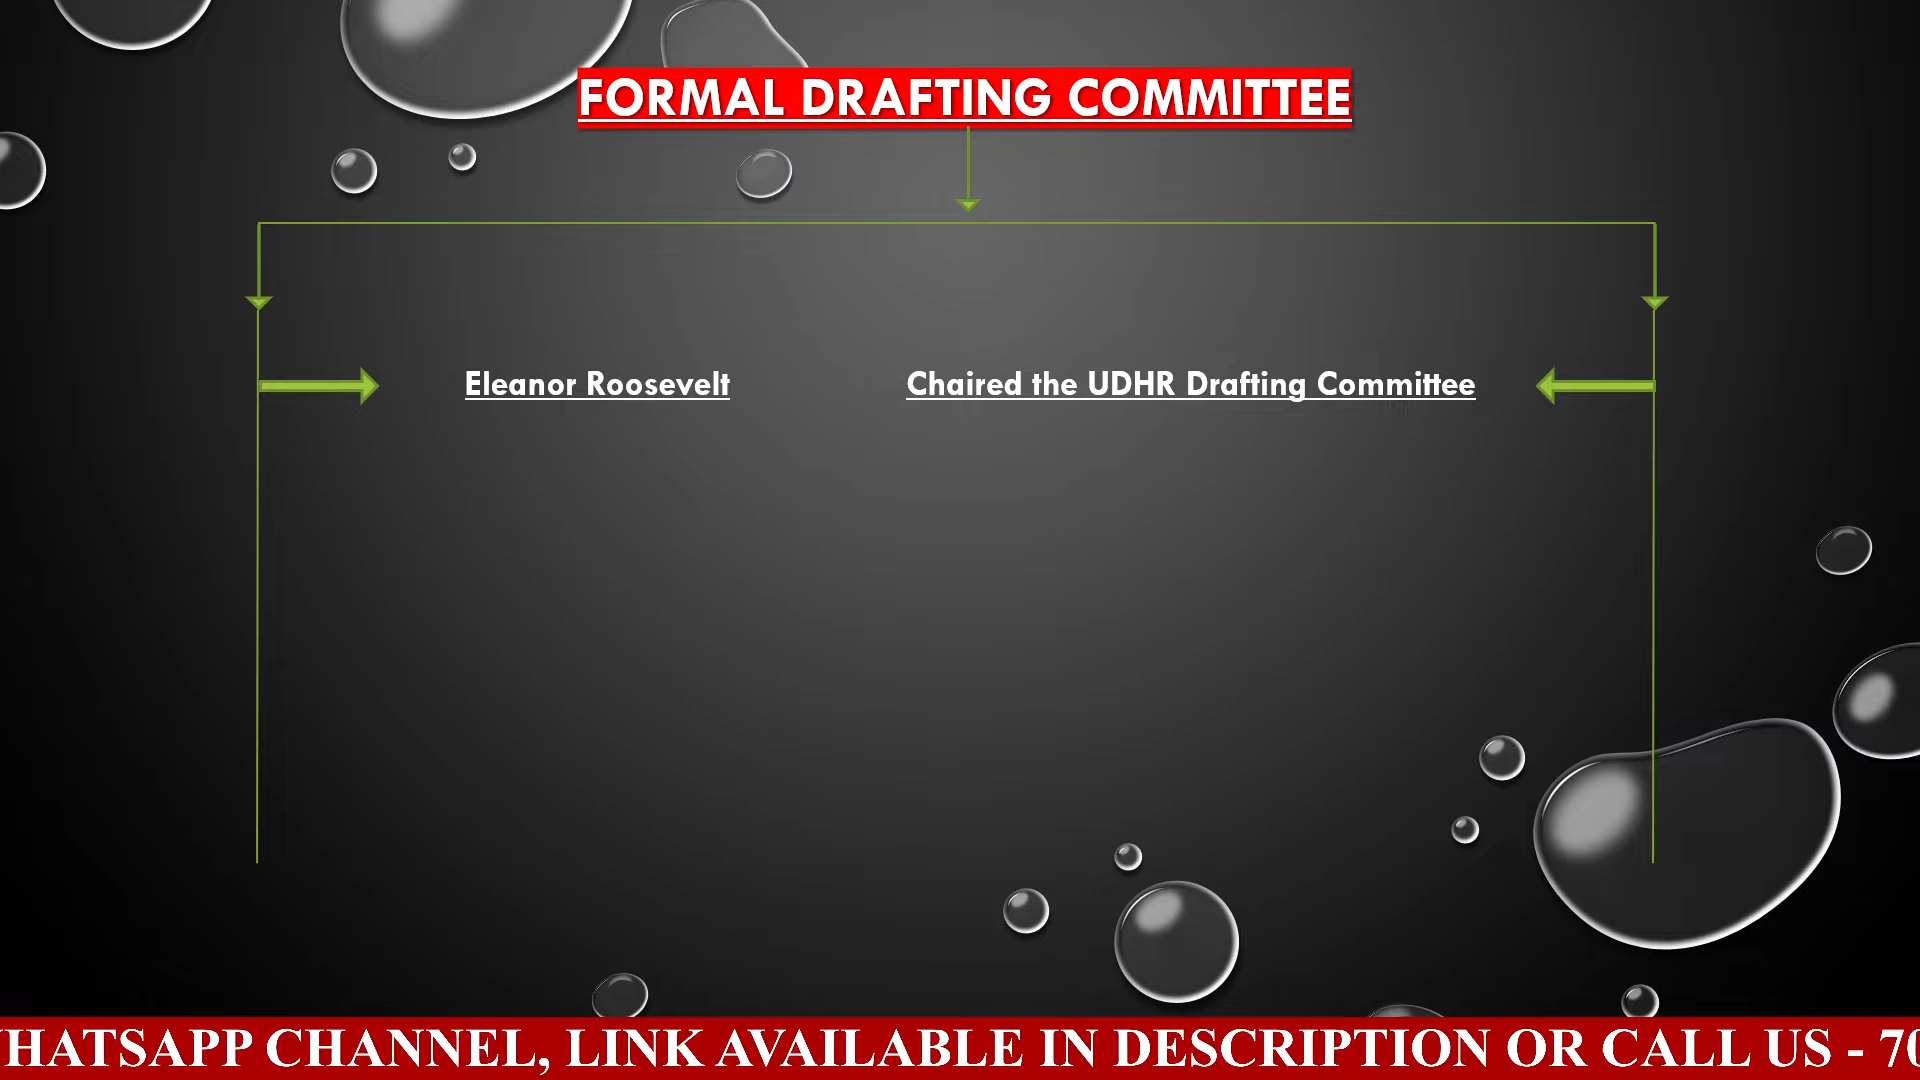 FORMAL DRAFTING COMMITTEE
Eleanor Roosevelt
Chaired the UDHR Drafting Committee
HATSAPP CHANNEL, LINK AVAILABLE IN DESCRIPTION OR CALL US - 70